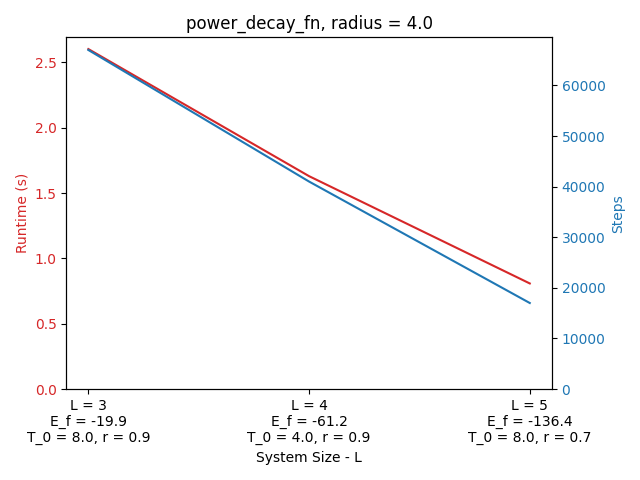 power_decay_fn, radius = 4.0
2.5
2.0
1.5
1.0
0.5
0.0
Runtime (s)
60000
50000
40000
30000
20000
10000
0
Steps
L = 3
E_f = -19.9
T_0 = 8.0, r = 0.9
L = 4
E_f = -61.2
T_0 = 4.0, r = 0.9
L = 5
E_f = -136.4
T_0 = 8.0, r = 0.7
System Size - L